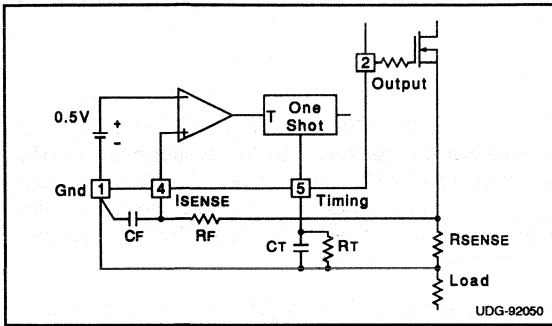 2
Output
One
Shot
T
0.5V
+
-
-
+
Gnd
1
4
ISENSE
5
Timing
CF
RF
CT
RT
RSENSE
Load
UDG-92050